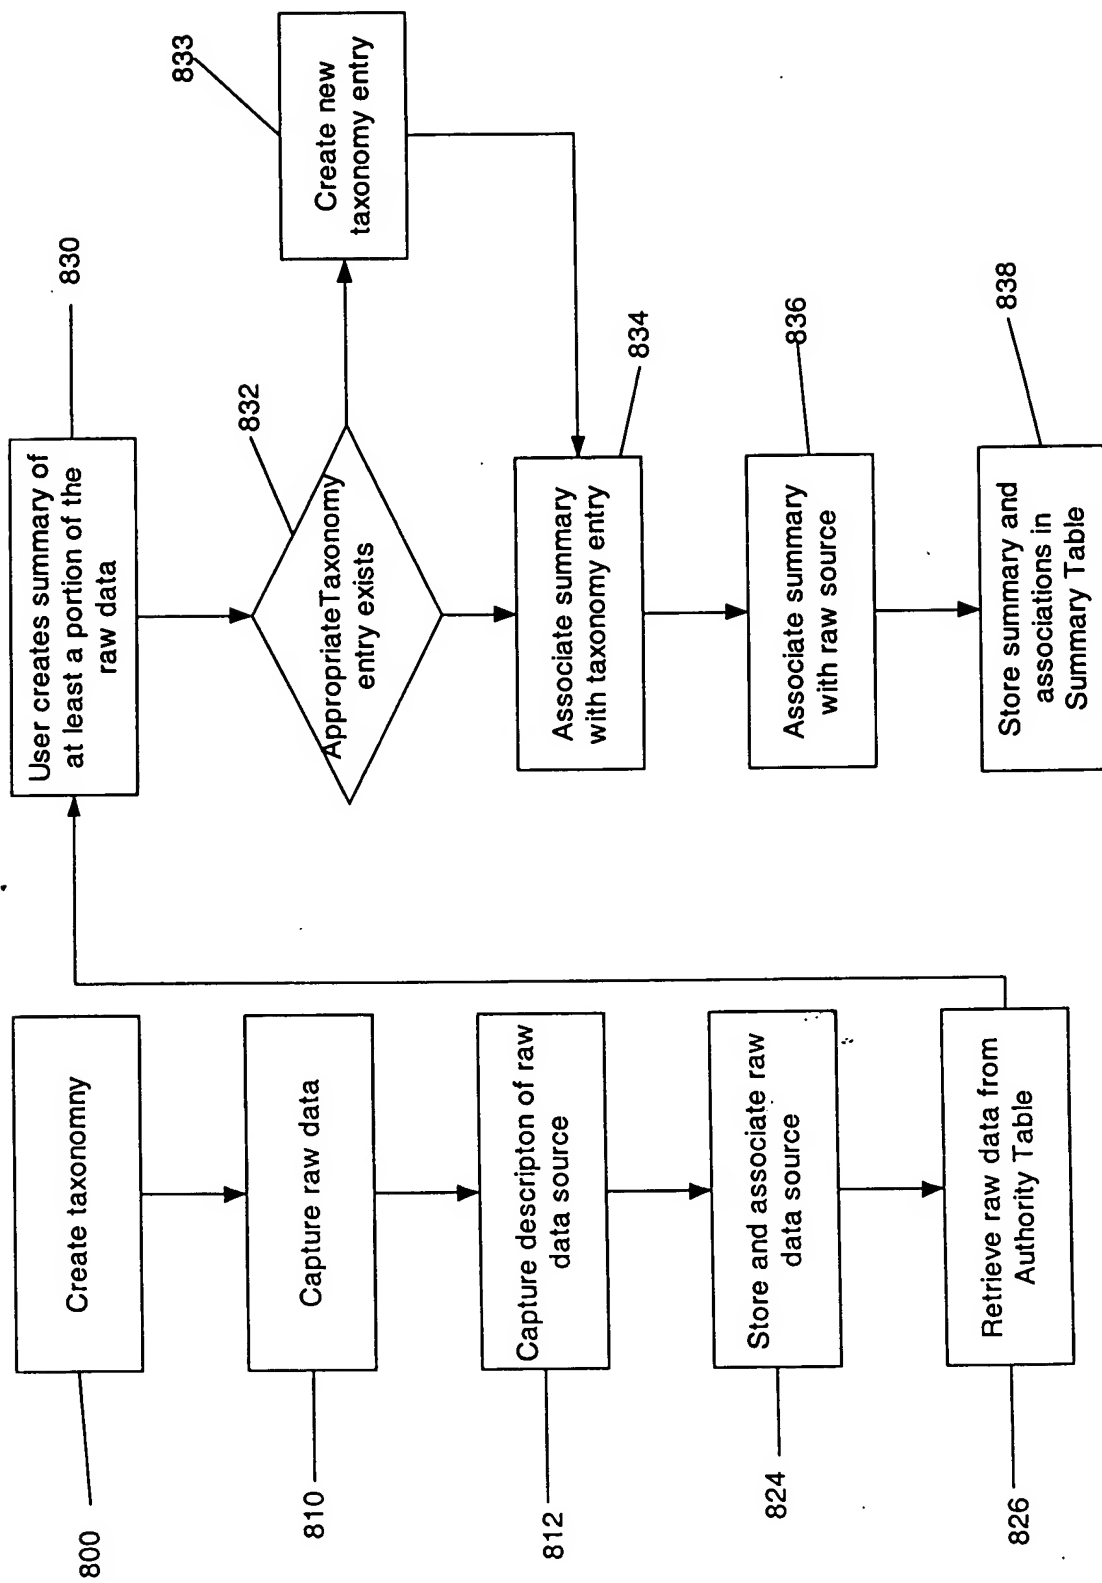 800
Create taxonomny
810
Capture raw data
812
Capture descripton of raw
data source
824
Store and associate raw
data source
826
Retrieve raw data from
Authority Table
830
User creates summary of
at least a portion of the
raw data
832
AppropriateTaxonomy
entry exists
833
Create new
taxonomy entry
834
Associate summary
with taxonomy entry
836
Associate summary
with raw source
838
Store summary and
associations in
Summary Table